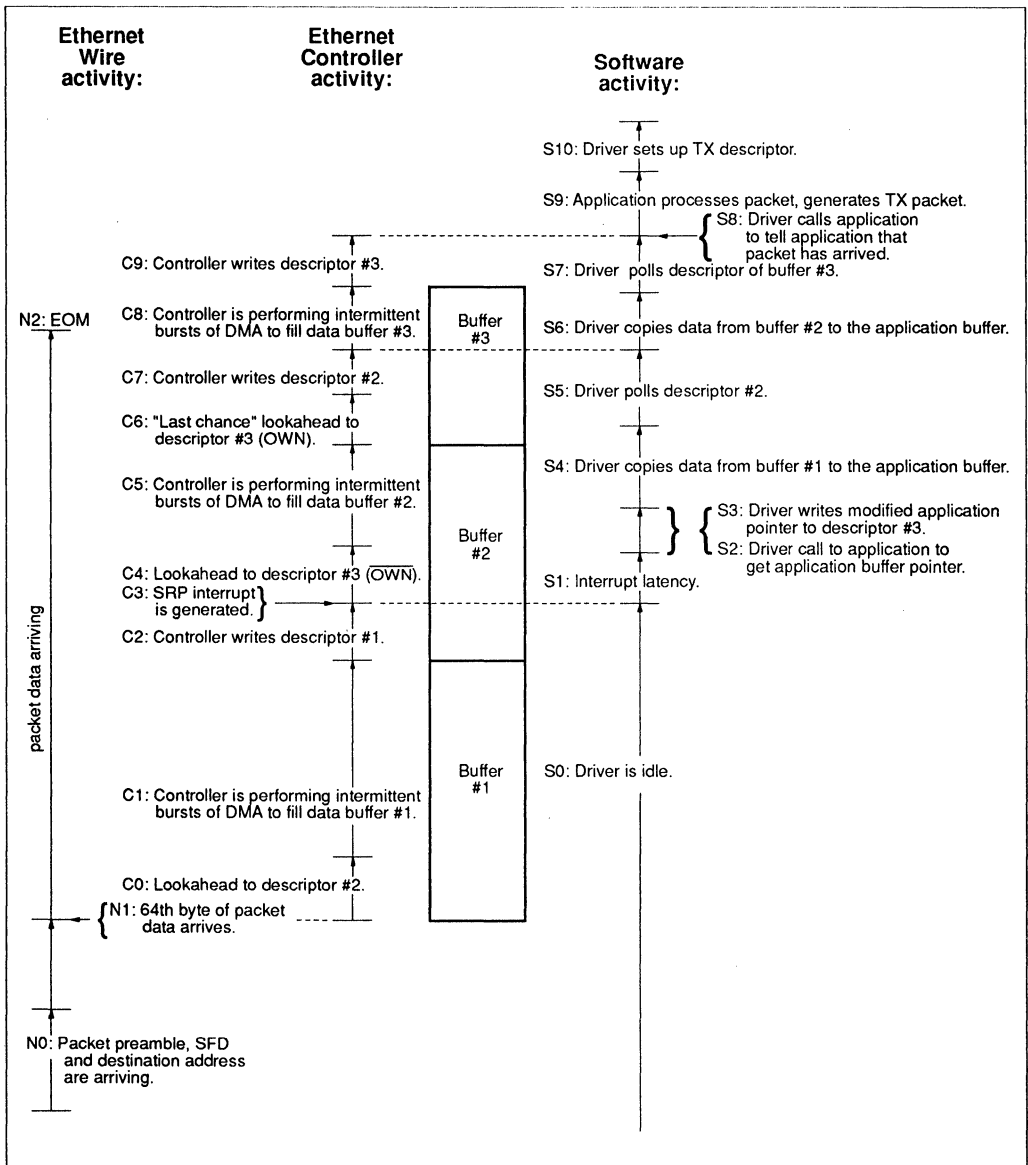 Ethernet
Wire
activity:
Ethernet
Controller
activity:
Software
activity:
S10: Driver sets up TX descriptor.
S9: Application processes packet, generates TX packet.
S8: Driver calls application
to tell application that
packet has arrived.
C9: Controller writes descriptor #3.
S7: Driver polls descriptor of buffer #3.
N2: EOM
C8: Controller is performing intermittent
bursts of DMA to fill data buffer #3.
Buffer
#3
S6: Driver copies data from buffer #2 to the application buffer.
C7: Controller writes descriptor #2.
S5: Driver polls descriptor #2.
C6: "Last chance" lookahead to
descriptor #3 (OWN).
S4: Driver copies data from buffer #1 to the application buffer.
C5: Controller is performing intermittent
bursts of DMA to fill data buffer #2.
Buffer
#2
S3: Driver writes modified application
pointer to descriptor #3.
S2: Driver call to application to
get application buffer pointer.
C4: Lookahead to descriptor #3 (O̅W̅N̅).
S1: Interrupt latency.
C3: SRP interrupt
is generated.
C2: Controller writes descriptor #1.
packet data arriving
Buffer
#1
S0: Driver is idle.
C1: Controller is performing intermittent
bursts of DMA to fill data buffer #1.
C0: Lookahead to descriptor #2.
N1: 64th byte of packet
data arrives.
N0: Packet preamble, SFD
and destination address
are arriving.